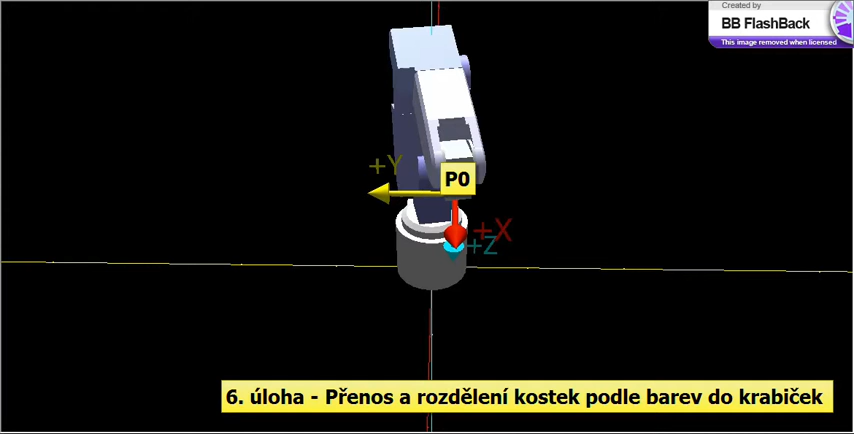 Created by
BB FlashBack
This image removed when licensed
+Y
P0
+X
+Z
6. úloha - Přenos a rozdělení kostek podle barev do krabiček